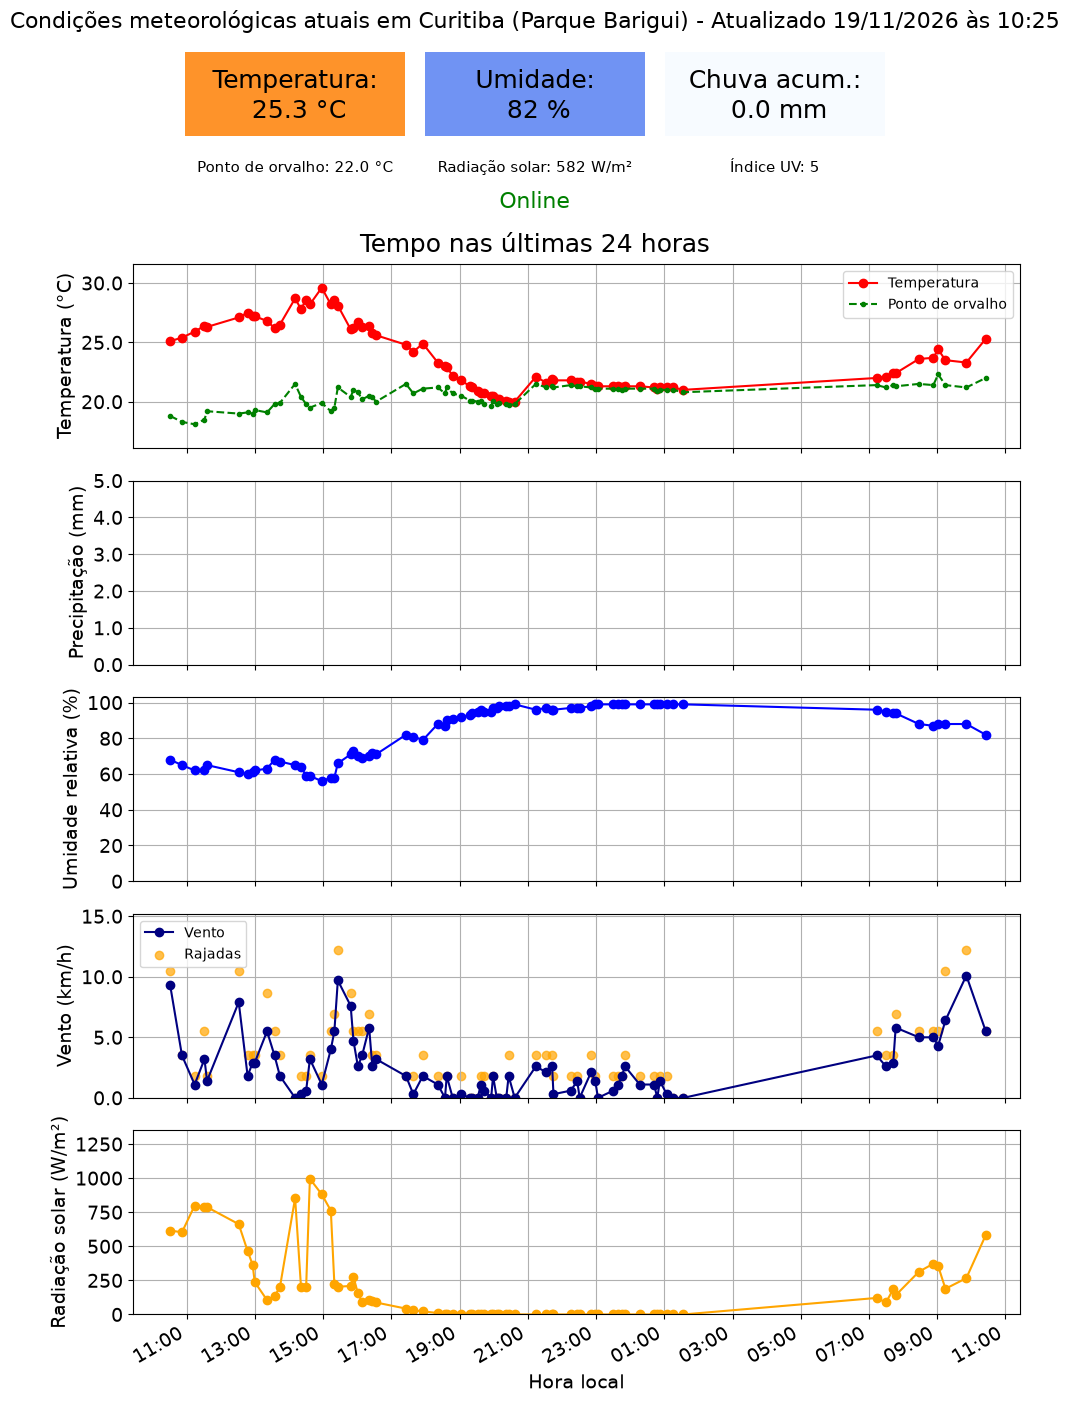 Condições meteorológicas atuais em Curitiba (Parque Barigui) - Atualizado 19/11/2026 às 10:25
Temperatura:
25.3 °C
Umidade:
82 %
Chuva acum.:
0.0 mm
Ponto de orvalho: 22.0 °C
Radiação solar: 582 W/m²
Índice UV: 5
Online
Tempo nas últimas 24 horas
Temperatura (°C)
30.0
25.0
20.0
Temperatura
Ponto de orvalho
Precipitação (mm)
5.0
4.0
3.0
2.0
1.0
0.0
Umidade relativa (%)
100
80
60
40
20
0
Vento (km/h)
15.0
10.0
5.0
0.0
Vento
Rajadas
Radiação solar (W/m²)
1250
1000
750
500
250
0
11:00
13:00
15:00
17:00
19:00
21:00
23:00
01:00
03:00
05:00
07:00
09:00
11:00
Hora local